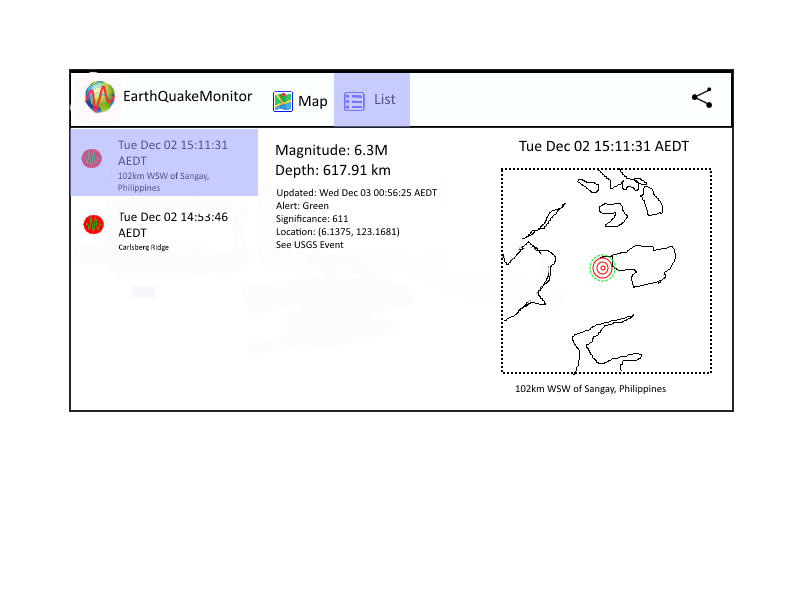 EarthQuakeMonitor
Map
List
Tue Dec 02 15:11:31
AEDT
102km WSW of Sangay,
Philippines
Tue Dec 02 14:53:46
AEDT
Carlsberg Ridge
Magnitude: 6.3M
Depth: 617.91 km
Updated: Wed Dec 03 00:56:25 AEDT
Alert: Green
Significance: 611
Location: (6.1375, 123.1681)
See USGS Event
Tue Dec 02 15:11:31 AEDT
102km WSW of Sangay, Philippines